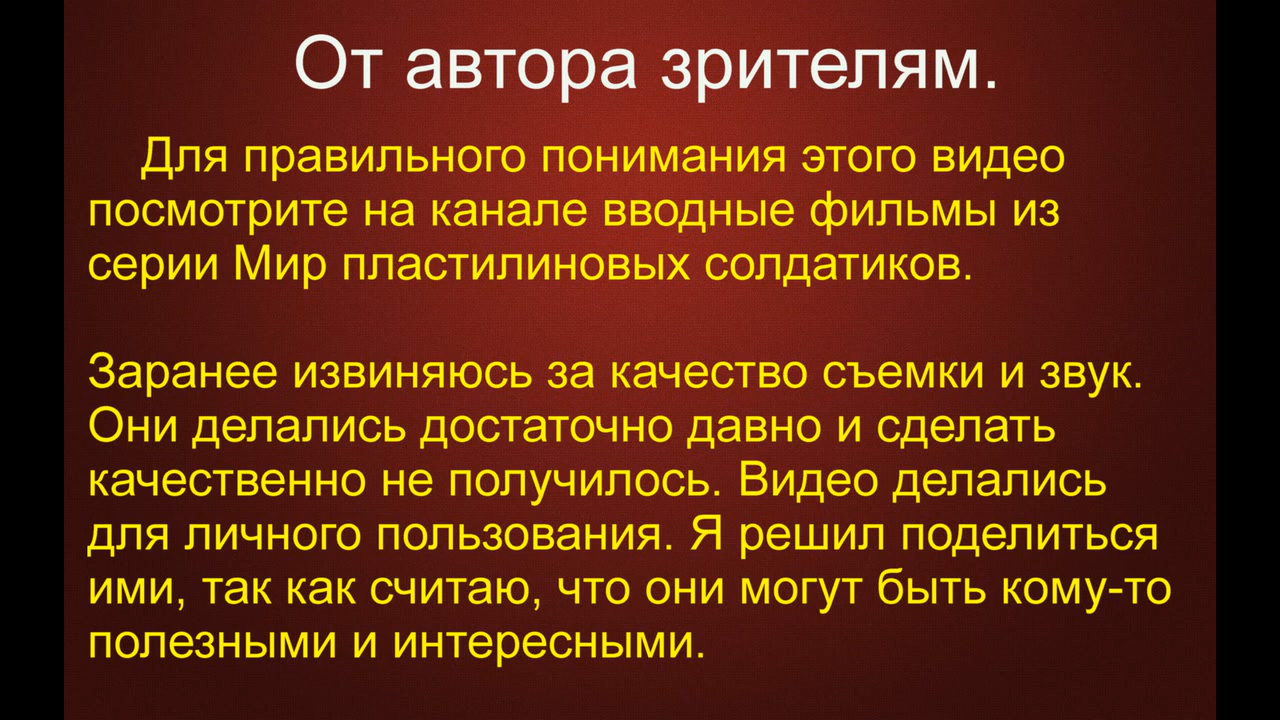 От автора зрителям.
Для правильного понимания этого видео
посмотрите на канале вводные фильмы из
серии Мир пластилиновых солдатиков.
Заранее извиняюсь за качество съемки и звук.
Они делались достаточно давно и сделать
качественно не получилось. Видео делались
для личного пользования. Я решил поделиться
ими, так как считаю, что они могут быть кому-то
полезными и интересными.